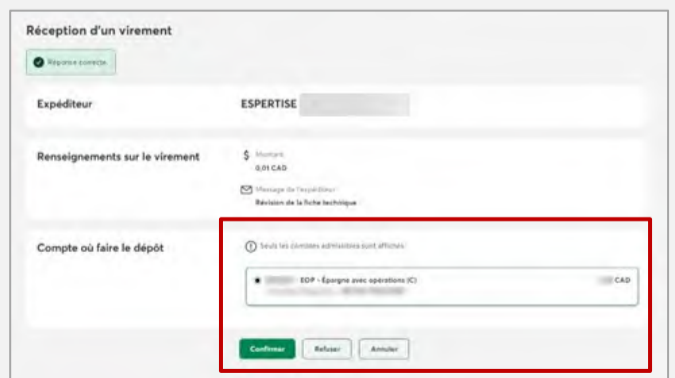 Réception d'un virement
Réponse correcte
Expéditeur
ESPERTISE
Renseignements sur le virement
$ Montant
0,01 CAD
Message de l'expéditeur
Révision de la fiche technique
Compte où faire le dépôt
Seuls les comptes admissibles sont affichés
EOP - Épargne avec opérations (C)
CAD
Confirmer
Refuser
Annuler